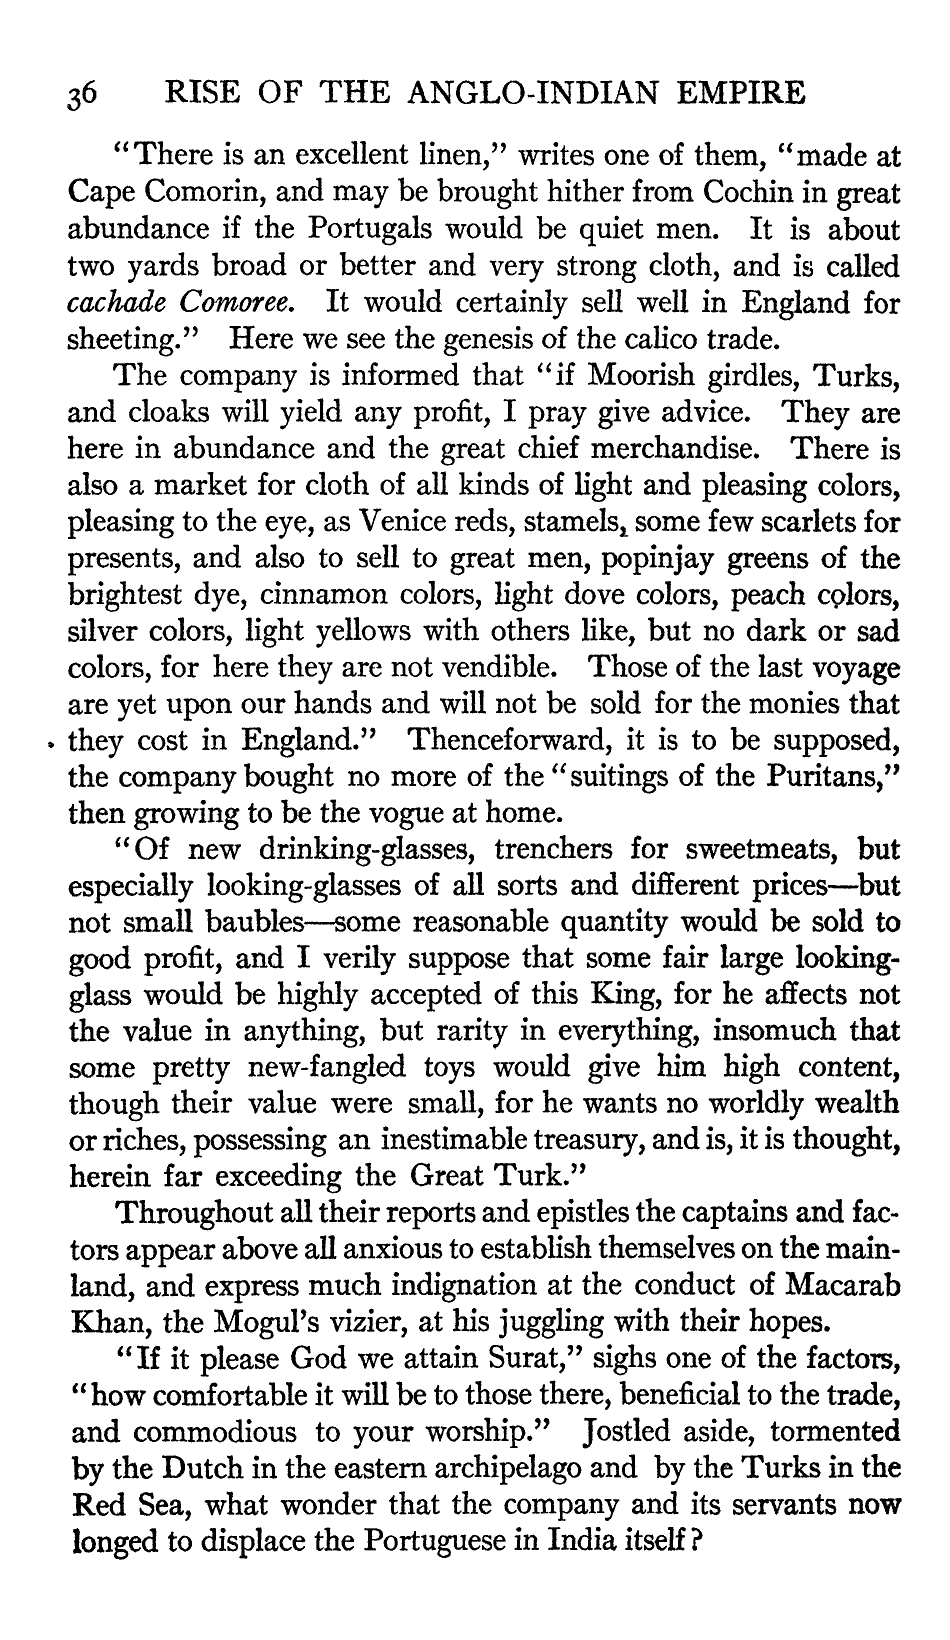 36 RISE OF THE ANGLO-INDIAN EMPIRE
“There is an excellent linen,” writes one of them, “made at
Cape Comorin, and may be brought hither from Cochin in great
abundance if the Portugals would be quiet men. It is about
two yards broad or better and very strong cloth, and is called
cachade Comoree. It would certainly sell well in England for
sheeting.” Here we see the genesis of the calico trade.
The company is informed that “if Moorish girdles, Turks,
and cloaks will yield any profit, I pray give advice. They are
here in abundance and the great chief merchandise. There is
also a market for cloth of all kinds of light and pleasing colors,
pleasing to the eye, as Venice reds, stamels, some few scarlets for
presents, and also to sell to great men, popinjay greens of the
brightest dye, cinnamon colors, light dove colors, peach colors,
silver colors, light yellows with others like, but no dark or sad
colors, for here they are not vendible. Those of the last voyage
are yet upon our hands and will not be sold for the monies that
they cost in England.” Thenceforward, it is to be supposed,
the company bought no more of the “suitings of the Puritans,”
then growing to be the vogue at home.
“Of new drinking-glasses, trenchers for sweetmeats, but
especially looking-glasses of all sorts and different prices—but
not small baubles—some reasonable quantity would be sold to
good profit, and I verily suppose that some fair large looking-
glass would be highly accepted of this King, for he affects not
the value in anything, but rarity in everything, insomuch that
some pretty new-fangled toys would give him high content,
though their value were small, for he wants no worldly wealth
or riches, possessing an inestimable treasury, and is, it is thought,
herein far exceeding the Great Turk.”
Throughout all their reports and epistles the captains and fac-
tors appear above all anxious to establish themselves on the main-
land, and express much indignation at the conduct of Macarab
Khan, the Mogul’s vizier, at his juggling with their hopes.
“If it please God we attain Surat,” sighs one of the factors,
“how comfortable it will be to those there, beneficial to the trade,
and commodious to your worship.” Jostled aside, tormented
by the Dutch in the eastern archipelago and by the Turks in the
Red Sea, what wonder that the company and its servants now
longed to displace the Portuguese in India itself?